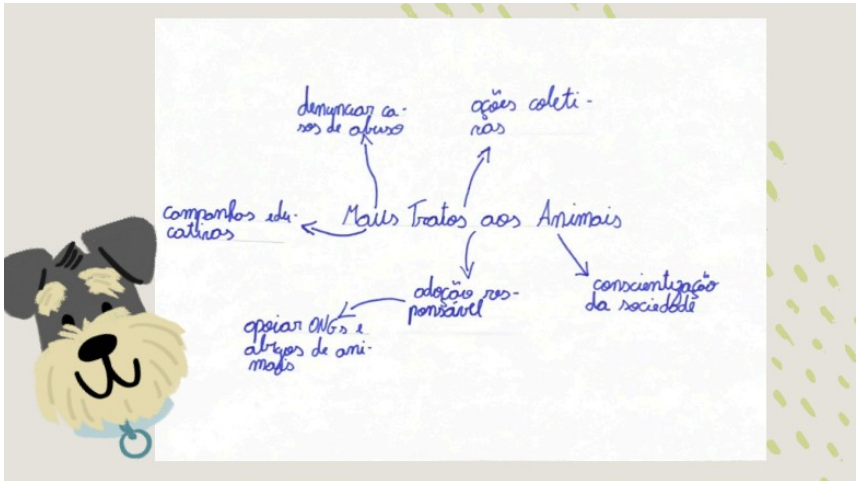 denunciar ca-
sos de abuso
ações coleti-
vas
campanhas edu-
cativas
Maus Tratos aos Animais
adoção res-
ponsável
conscientização
da sociedade
apoiar ONGs e
abrigos de ani-
mais